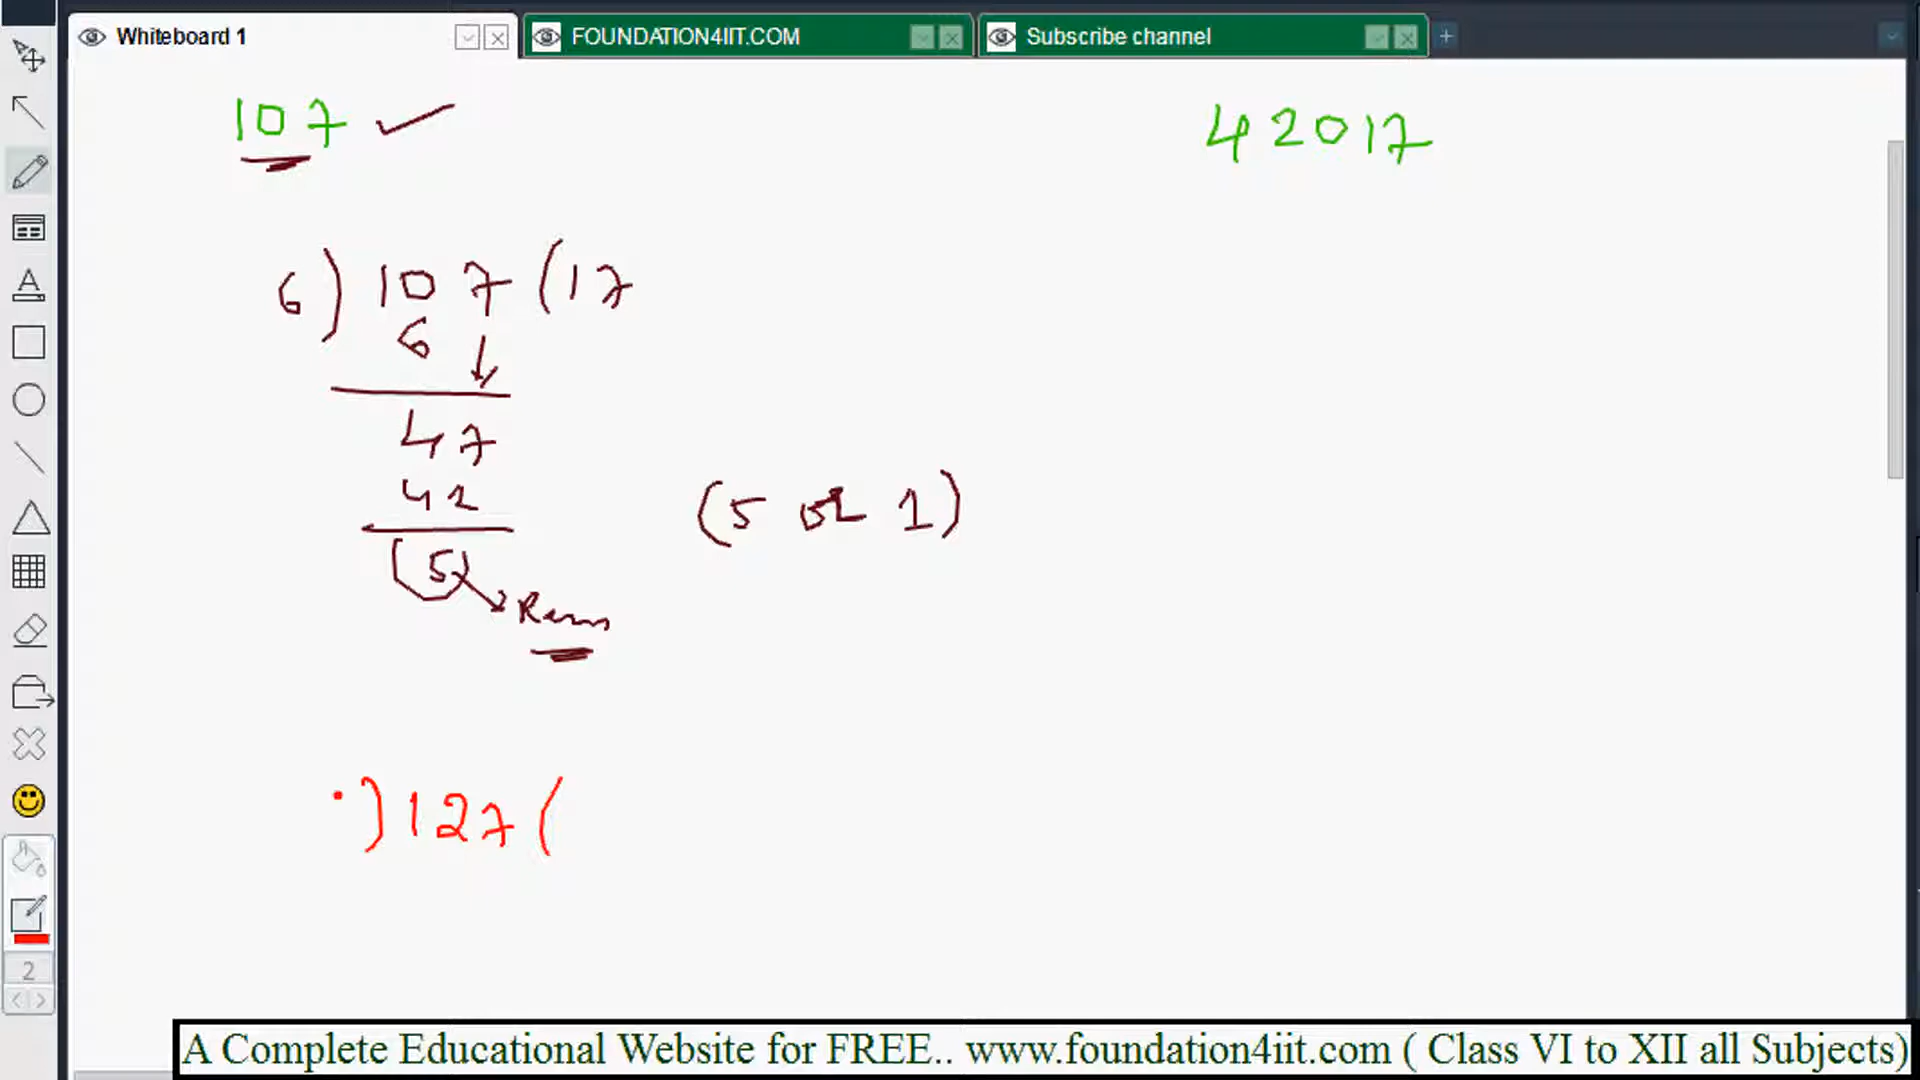 Whiteboard 1
FOUNDATION4IIT.COM
Subscribe channel
107
42017
6) 107 (17
6
47
42
(5 or 1)
(5)
Rem
) 127 (
2
A Complete Educational Website for FREE.. www.foundation4iit.com ( Class VI to XII all Subjects)